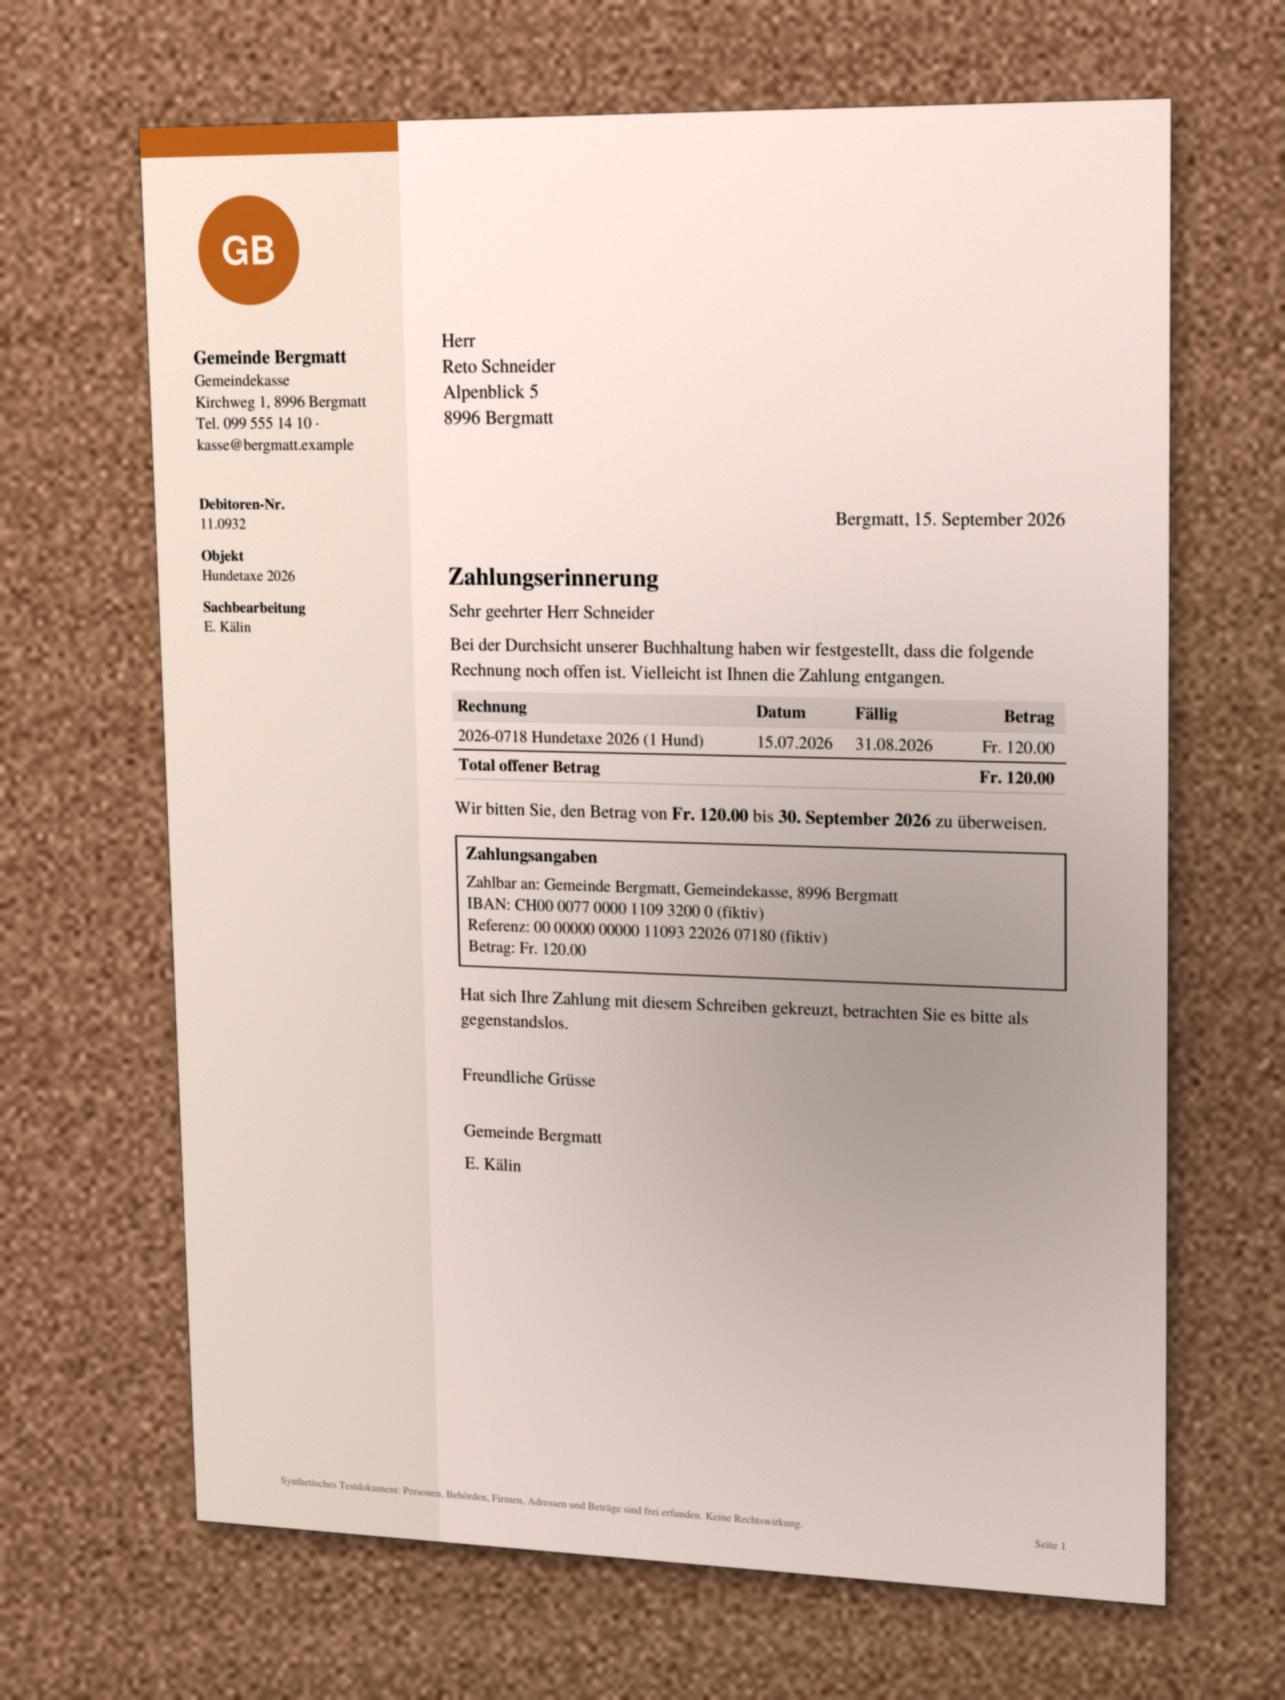 GB
Gemeinde Bergmatt
Gemeindekasse
Kirchweg 1, 8996 Bergmatt
Tel. 099 555 14 10 ·
kasse@bergmatt.example
Debitoren-Nr.
11.0932
Objekt
Hundetaxe 2026
Sachbearbeitung
E. Kälin
Herr
Reto Schneider
Alpenblick 5
8996 Bergmatt
Bergmatt, 15. September 2026
Zahlungserinnerung
Sehr geehrter Herr Schneider
Bei der Durchsicht unserer Buchhaltung haben wir festgestellt, dass die folgende
Rechnung noch offen ist. Vielleicht ist Ihnen die Zahlung entgangen.
Rechnung Datum Fällig Betrag
2026-0718 Hundetaxe 2026 (1 Hund) 15.07.2026 31.08.2026 Fr. 120.00
Total offener Betrag Fr. 120.00
Wir bitten Sie, den Betrag von Fr. 120.00 bis 30. September 2026 zu überweisen.
Zahlungsangaben
Zahlbar an: Gemeinde Bergmatt, Gemeindekasse, 8996 Bergmatt
IBAN: CH00 0077 0000 1109 3200 0 (fiktiv)
Referenz: 00 00000 00000 11093 22026 07180 (fiktiv)
Betrag: Fr. 120.00
Hat sich Ihre Zahlung mit diesem Schreiben gekreuzt, betrachten Sie es bitte als
gegenstandslos.
Freundliche Grüsse
Gemeinde Bergmatt
E. Kälin
Synthetisches Testdokument: Personen, Behörden, Firmen, Adressen und Beträge sind frei erfunden. Keine Rechtswirkung.
Seite 1